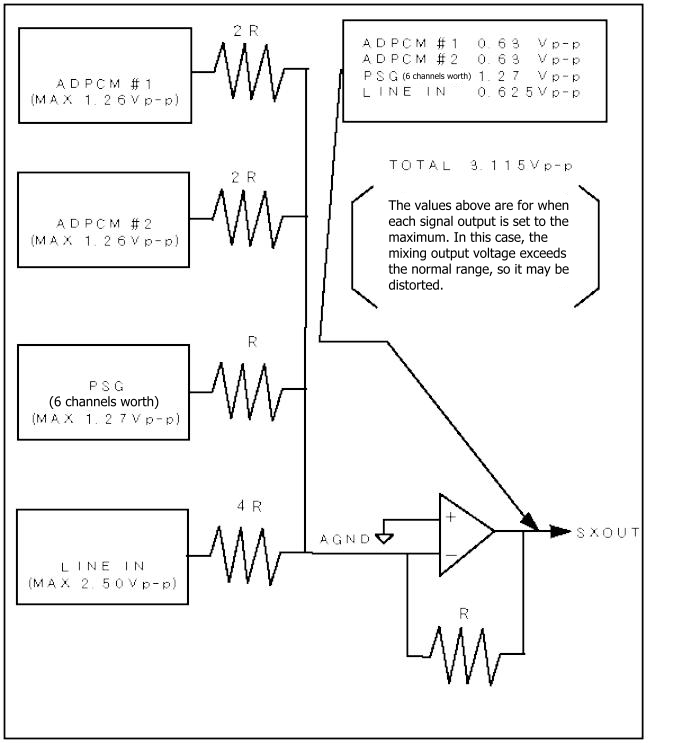 2R
ADPCM #1
(MAX 1.26Vp-p)
ADPCM #1 0.63 Vp-p
ADPCM #2 0.63 Vp-p
PSG (6 channels worth) 1.27 Vp-p
LINE IN 0.625Vp-p
TOTAL 3.115Vp-p
2R
ADPCM #2
(MAX 1.26Vp-p)
The values above are for when
each signal output is set to the
maximum. In this case, the
mixing output voltage exceeds
the normal range, so it may be
distorted.
R
PSG
(6 channels worth)
(MAX 1.27Vp-p)
4R
LINE IN
(MAX 2.50Vp-p)
AGND
+
−
SXOUT
R